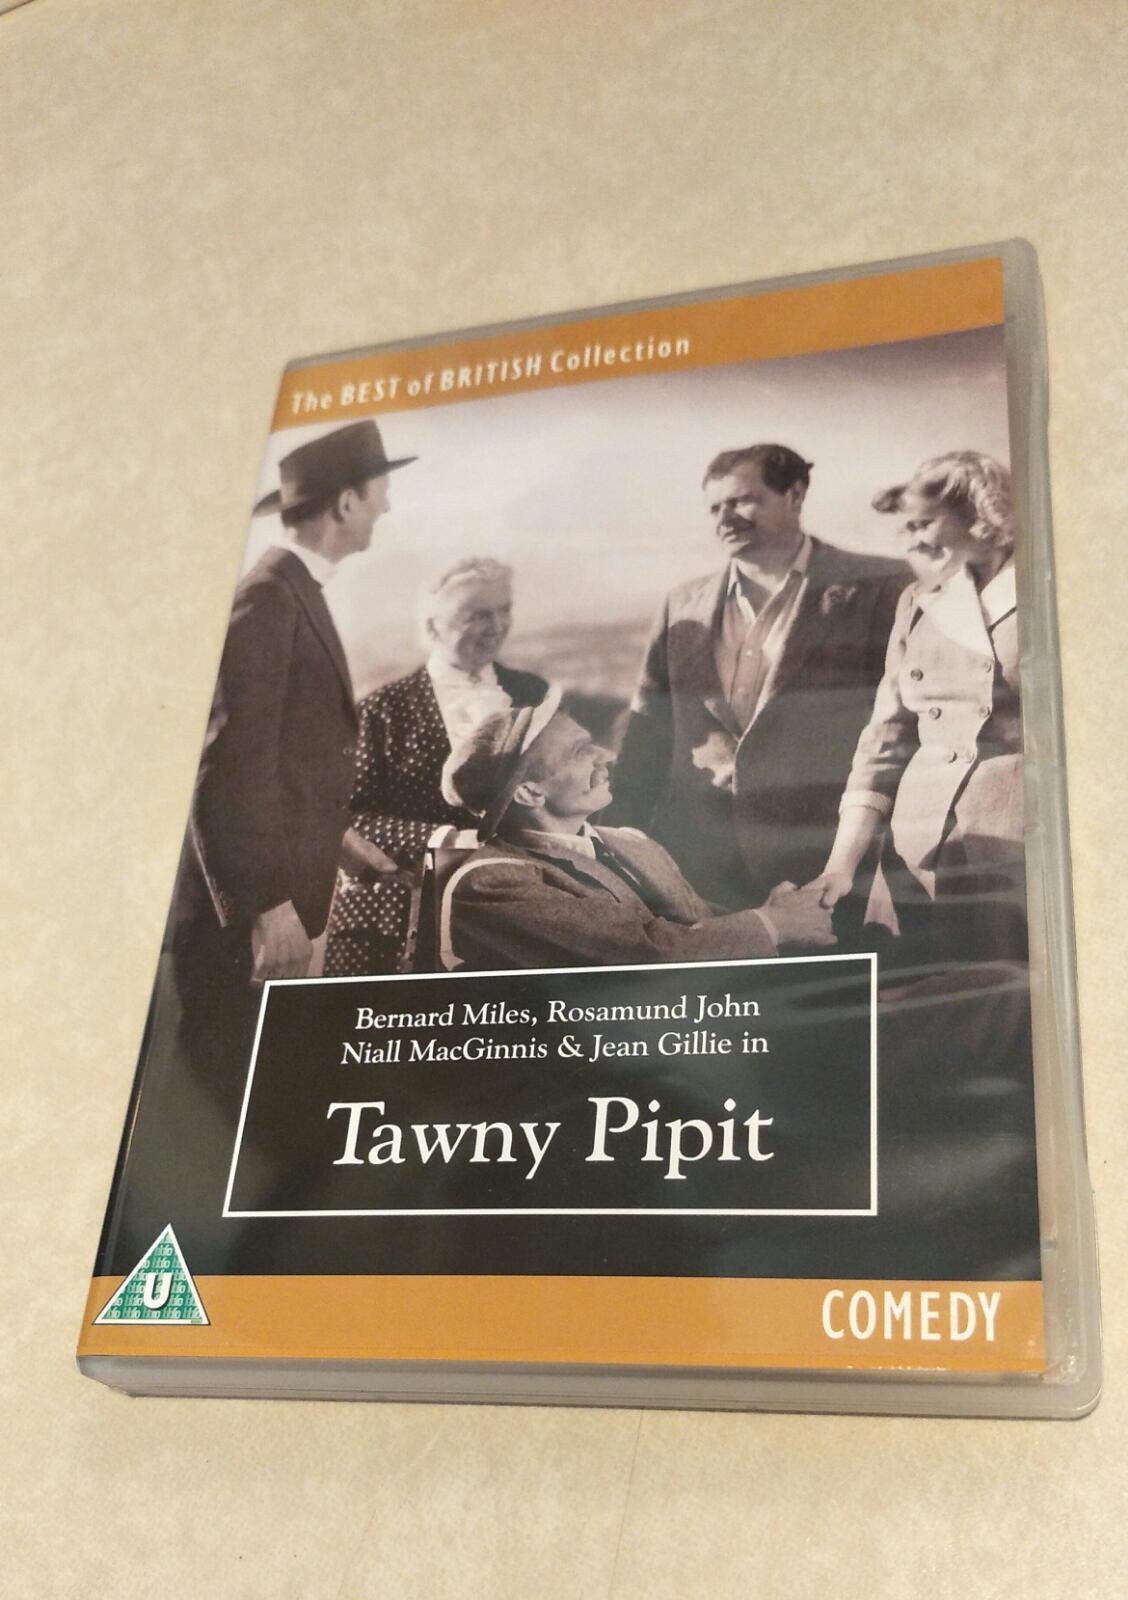 The BEST of BRITISH Collection
Bernard Miles, Rosamund John
Niall MacGinnis & Jean Gillie in
Tawny Pipit
U
COMEDY